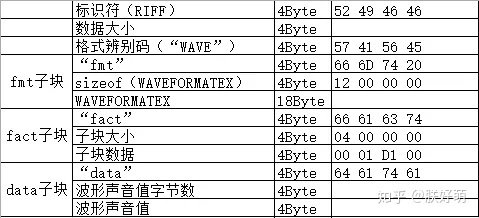 标识符(RIFF) 4Byte 52 49 46 46
数据大小 4Byte
格式辨别码(“WAVE”) 4Byte 57 41 56 45
fmt子块 “fmt” 4Byte 66 6D 74 20
sizeof(WAVEFORMATEX) 4Byte 12 00 00 00
WAVEFORMATEX 18Byte
fact子块 “fact” 4Byte 66 61 63 74
子块大小 4Byte 04 00 00 00
子块数据 4Byte 00 01 D1 00
data子块 “data” 4Byte 64 61 74 61
波形声音值字节数 4Byte
波形声音值 4Byte
知乎 @朕好萌